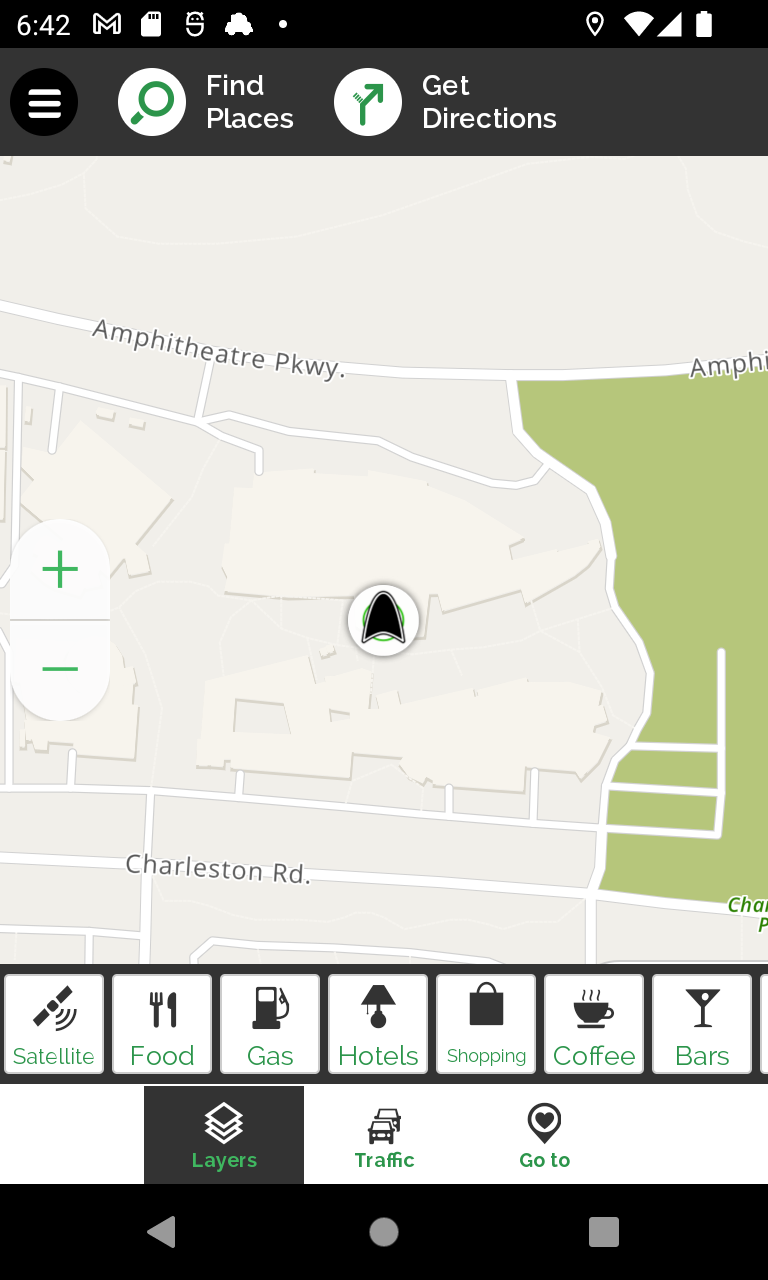 6:42
Find
Places
Get
Directions
Amphitheatre Pkwy.
Amphi
Charleston Rd.
Char
P
Satellite
Food
Gas
Hotels
Shopping
Coffee
Bars
Layers
Traffic
Go to